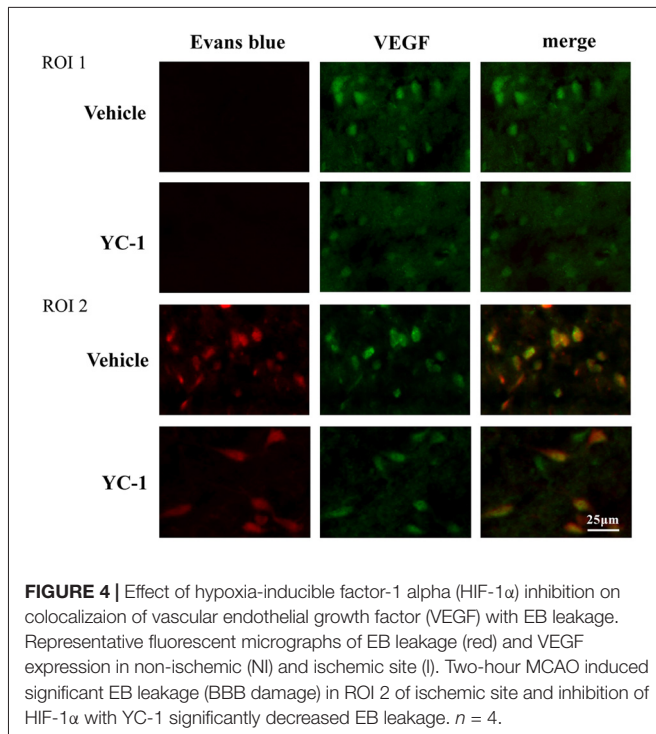 Evans blue VEGF merge
ROI 1
Vehicle
YC-1
ROI 2
Vehicle
YC-1
25μm
FIGURE 4 | Effect of hypoxia-inducible factor-1 alpha (HIF-1α) inhibition on
colocalizaion of vascular endothelial growth factor (VEGF) with EB leakage.
Representative fluorescent micrographs of EB leakage (red) and VEGF
expression in non-ischemic (NI) and ischemic site (I). Two-hour MCAO induced
significant EB leakage (BBB damage) in ROI 2 of ischemic site and inhibition of
HIF-1α with YC-1 significantly decreased EB leakage. n = 4.